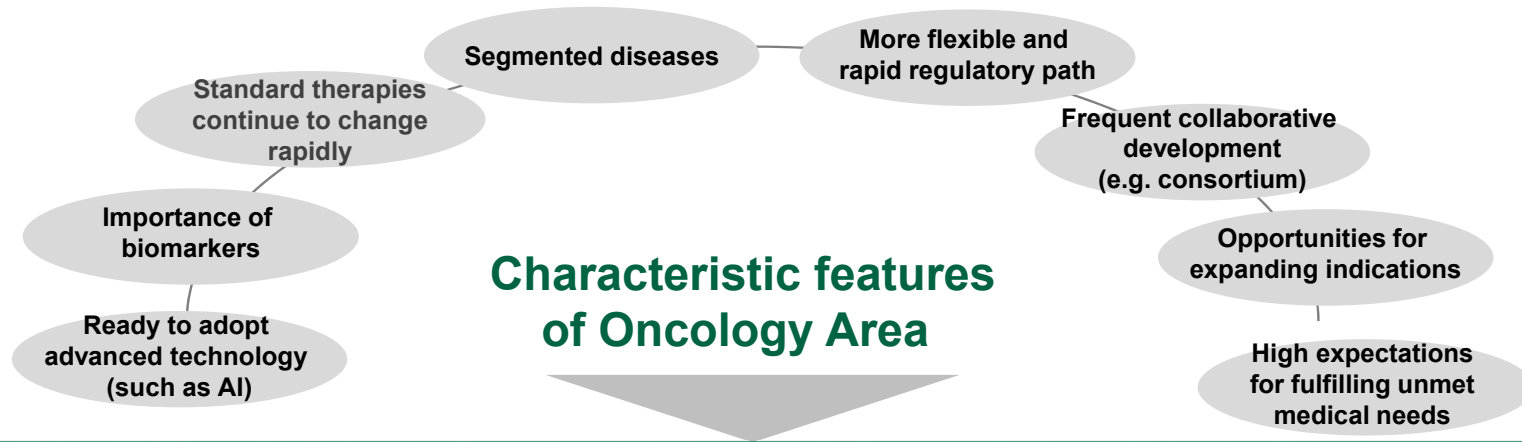 Segmented diseases
More flexible and
rapid regulatory path
Standard therapies
continue to change
rapidly
Frequent collaborative
development
(e.g. consortium)
Importance of
biomarkers
Opportunities for
expanding indications
Characteristic features
of Oncology Area
Ready to adopt
advanced technology
(such as AI)
High expectations
for fulfilling unmet
medical needs